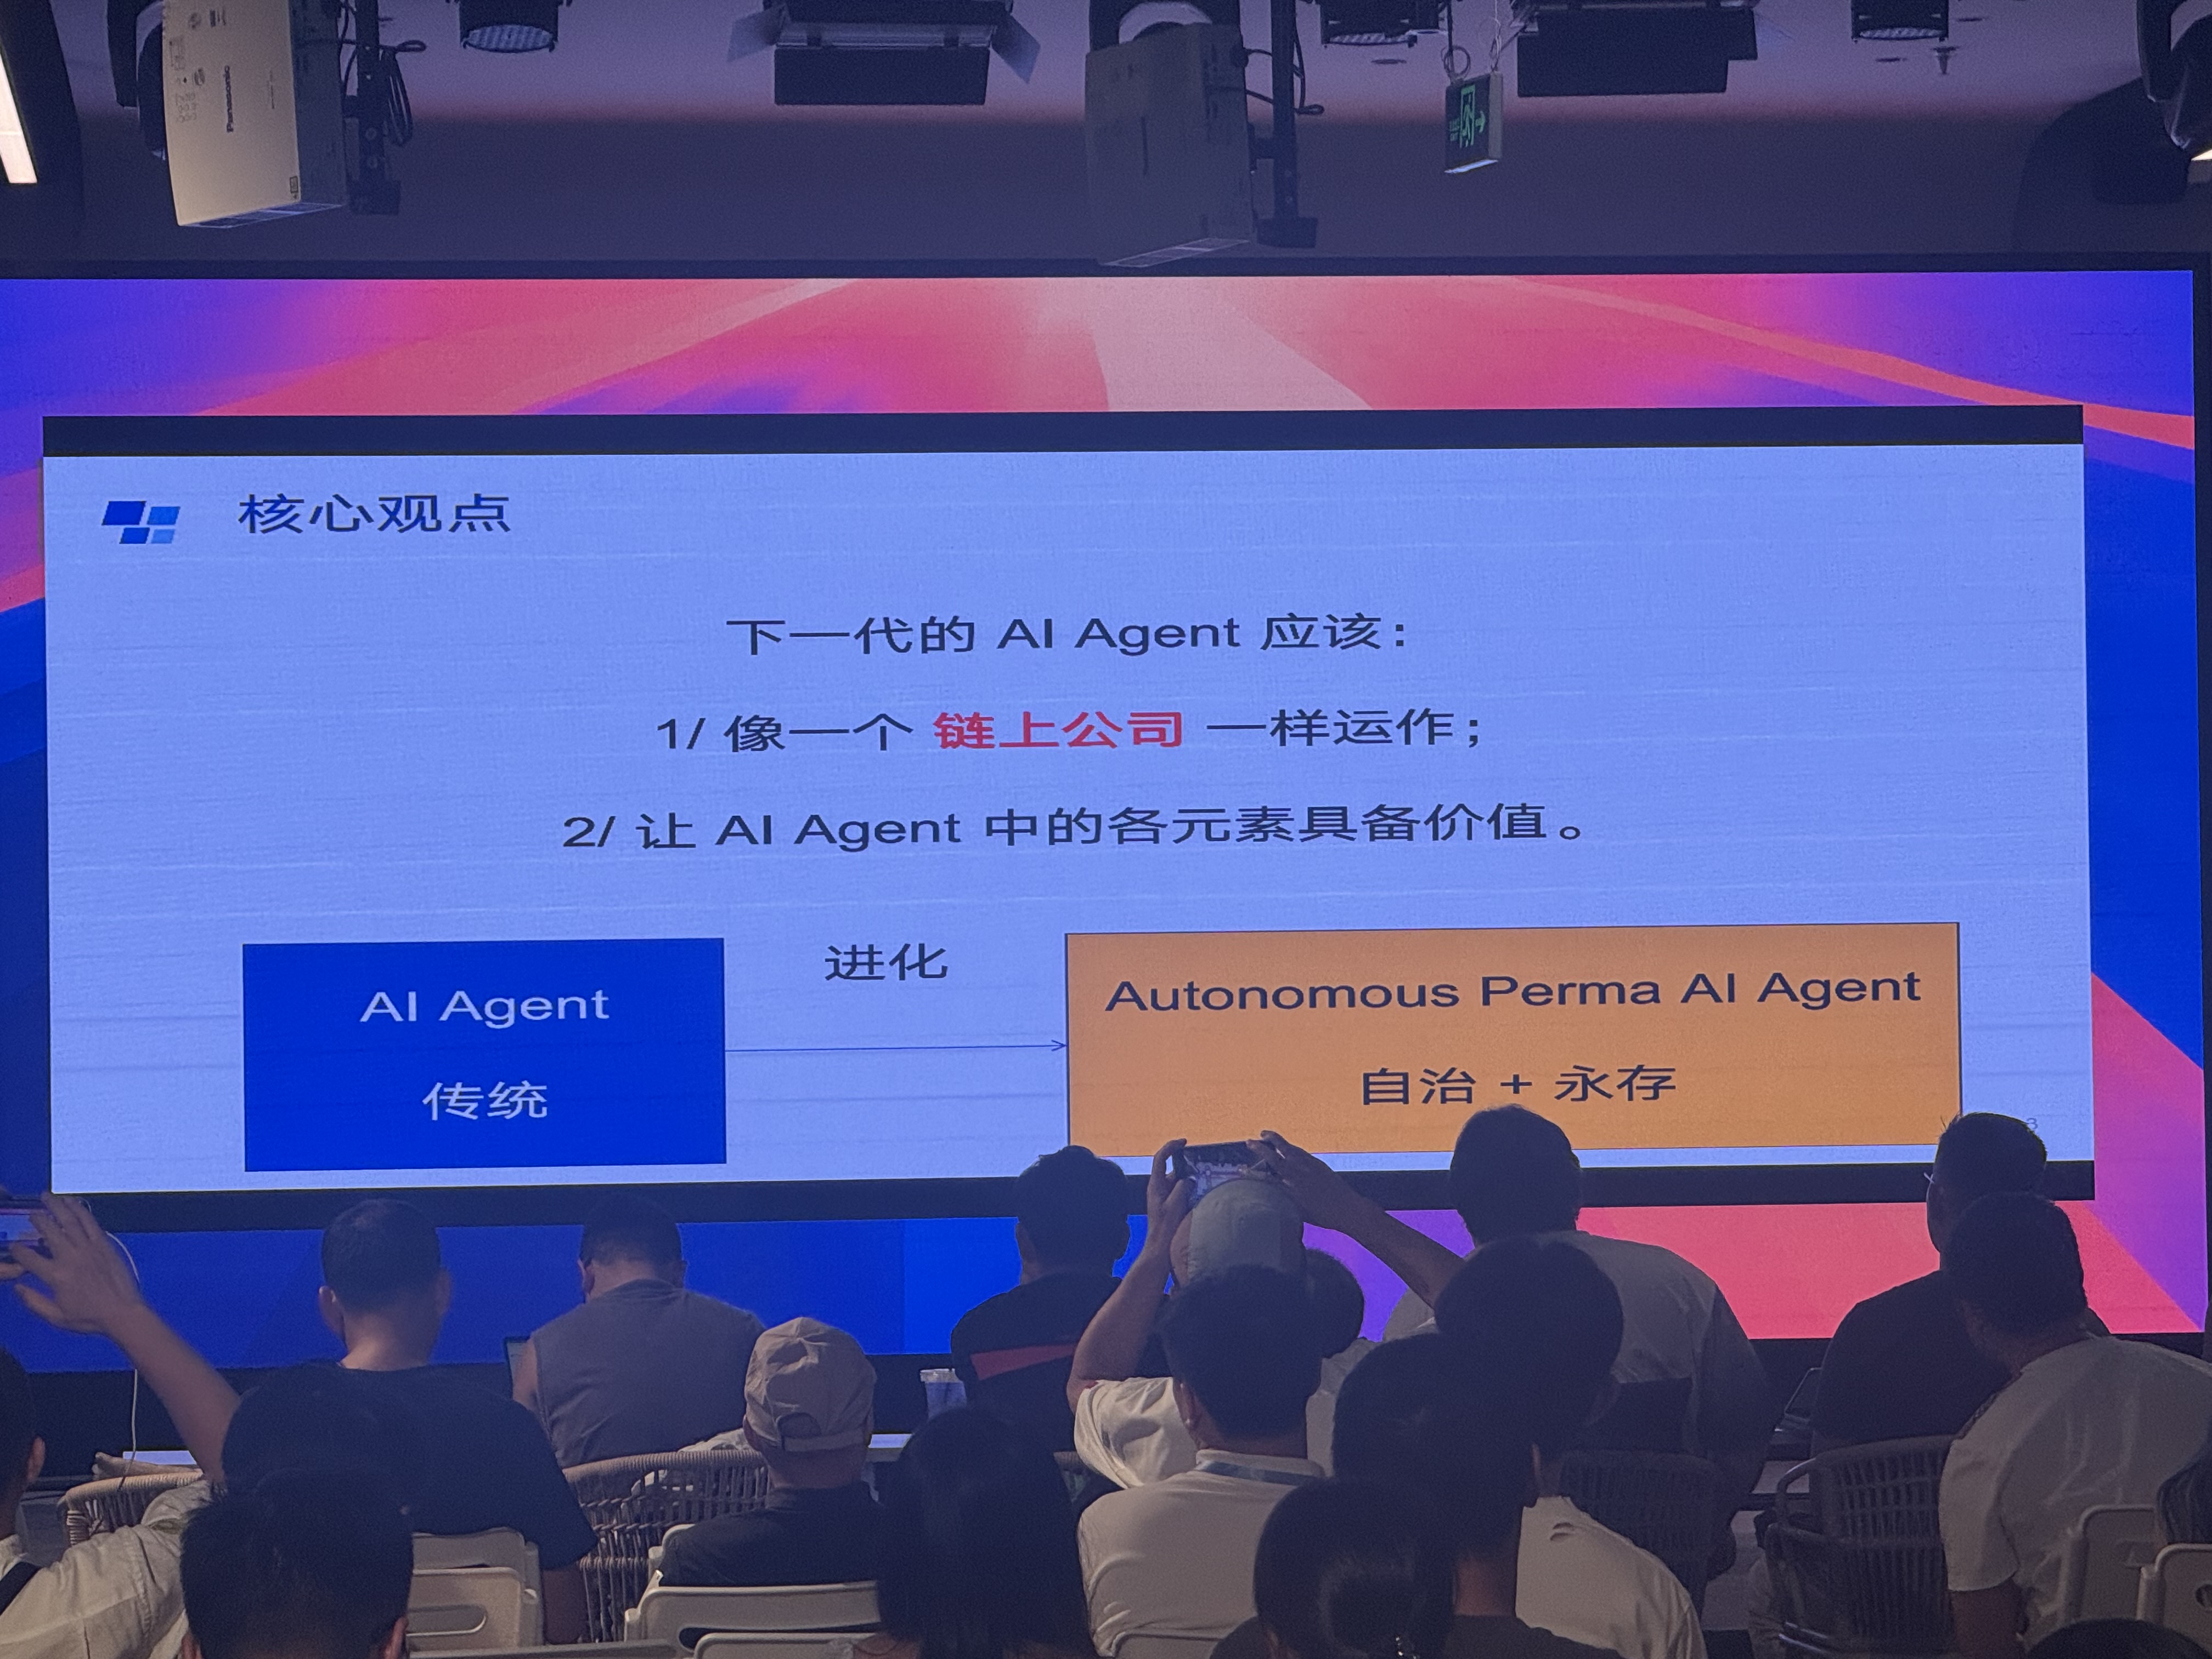 Panasonic
核心观点
下一代的 AI Agent 应该：
1/ 像一个 链上公司 一样运作；
2/ 让 AI Agent 中的各元素具备价值。
进化
AI Agent
传统
Autonomous Perma AI Agent
自治 + 永存
3